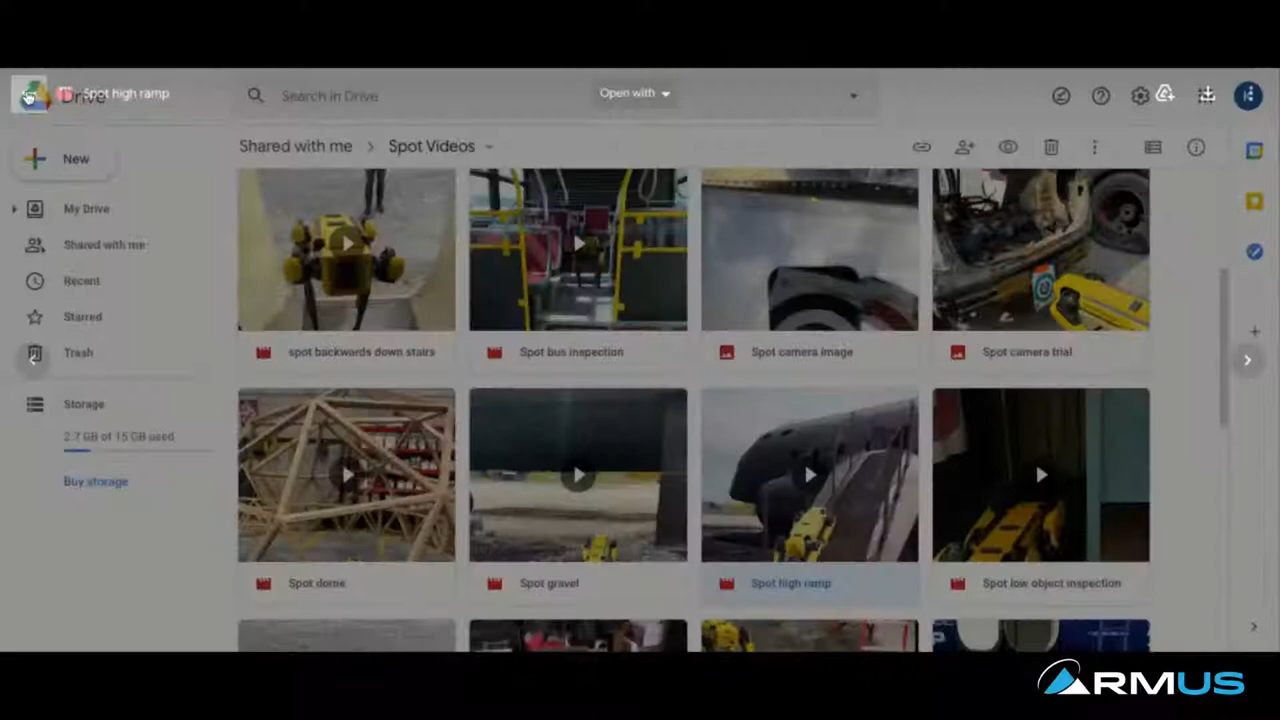 Drive
Spot high ramp
Search in Drive
Open with
New
Shared with me
Spot Videos
My Drive
Shared with me
Recent
Starred
Trash
Storage
2.7 GB of 15 GB used
Buy storage
spot backwards down stairs
Spot bus inspection
Spot camera image
Spot camera trial
Spot dome
Spot gravel
Spot high ramp
Spot low object inspection
ARMUS